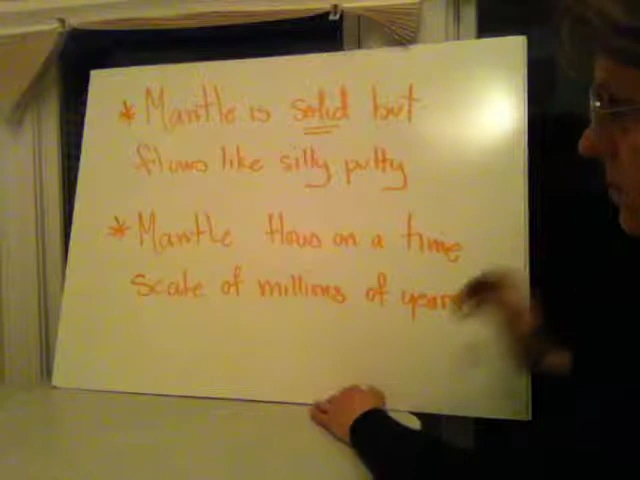 * Mantle is solid but
flows like silly putty
* Mantle flows on a time
scale of millions of years